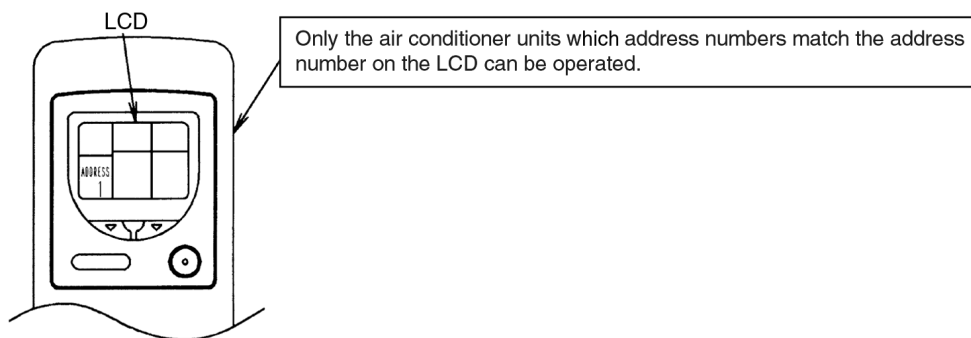 LCD
Only the air conditioner units which address numbers match the address
number on the LCD can be operated.
ADDRESS
1